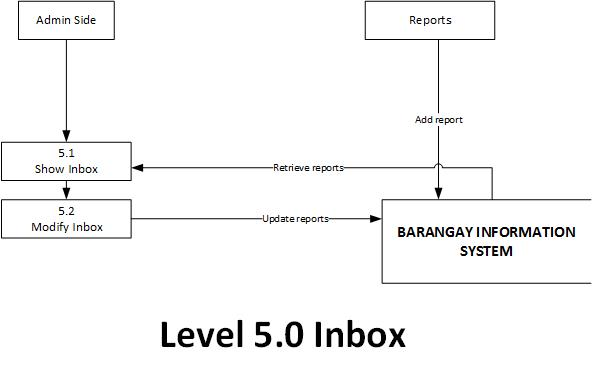 Admin Side
Reports
Add report
5.1
Show Inbox
Retrieve reports
5.2
Modify Inbox
Update reports
BARANGAY INFORMATION
SYSTEM
Level 5.0 Inbox